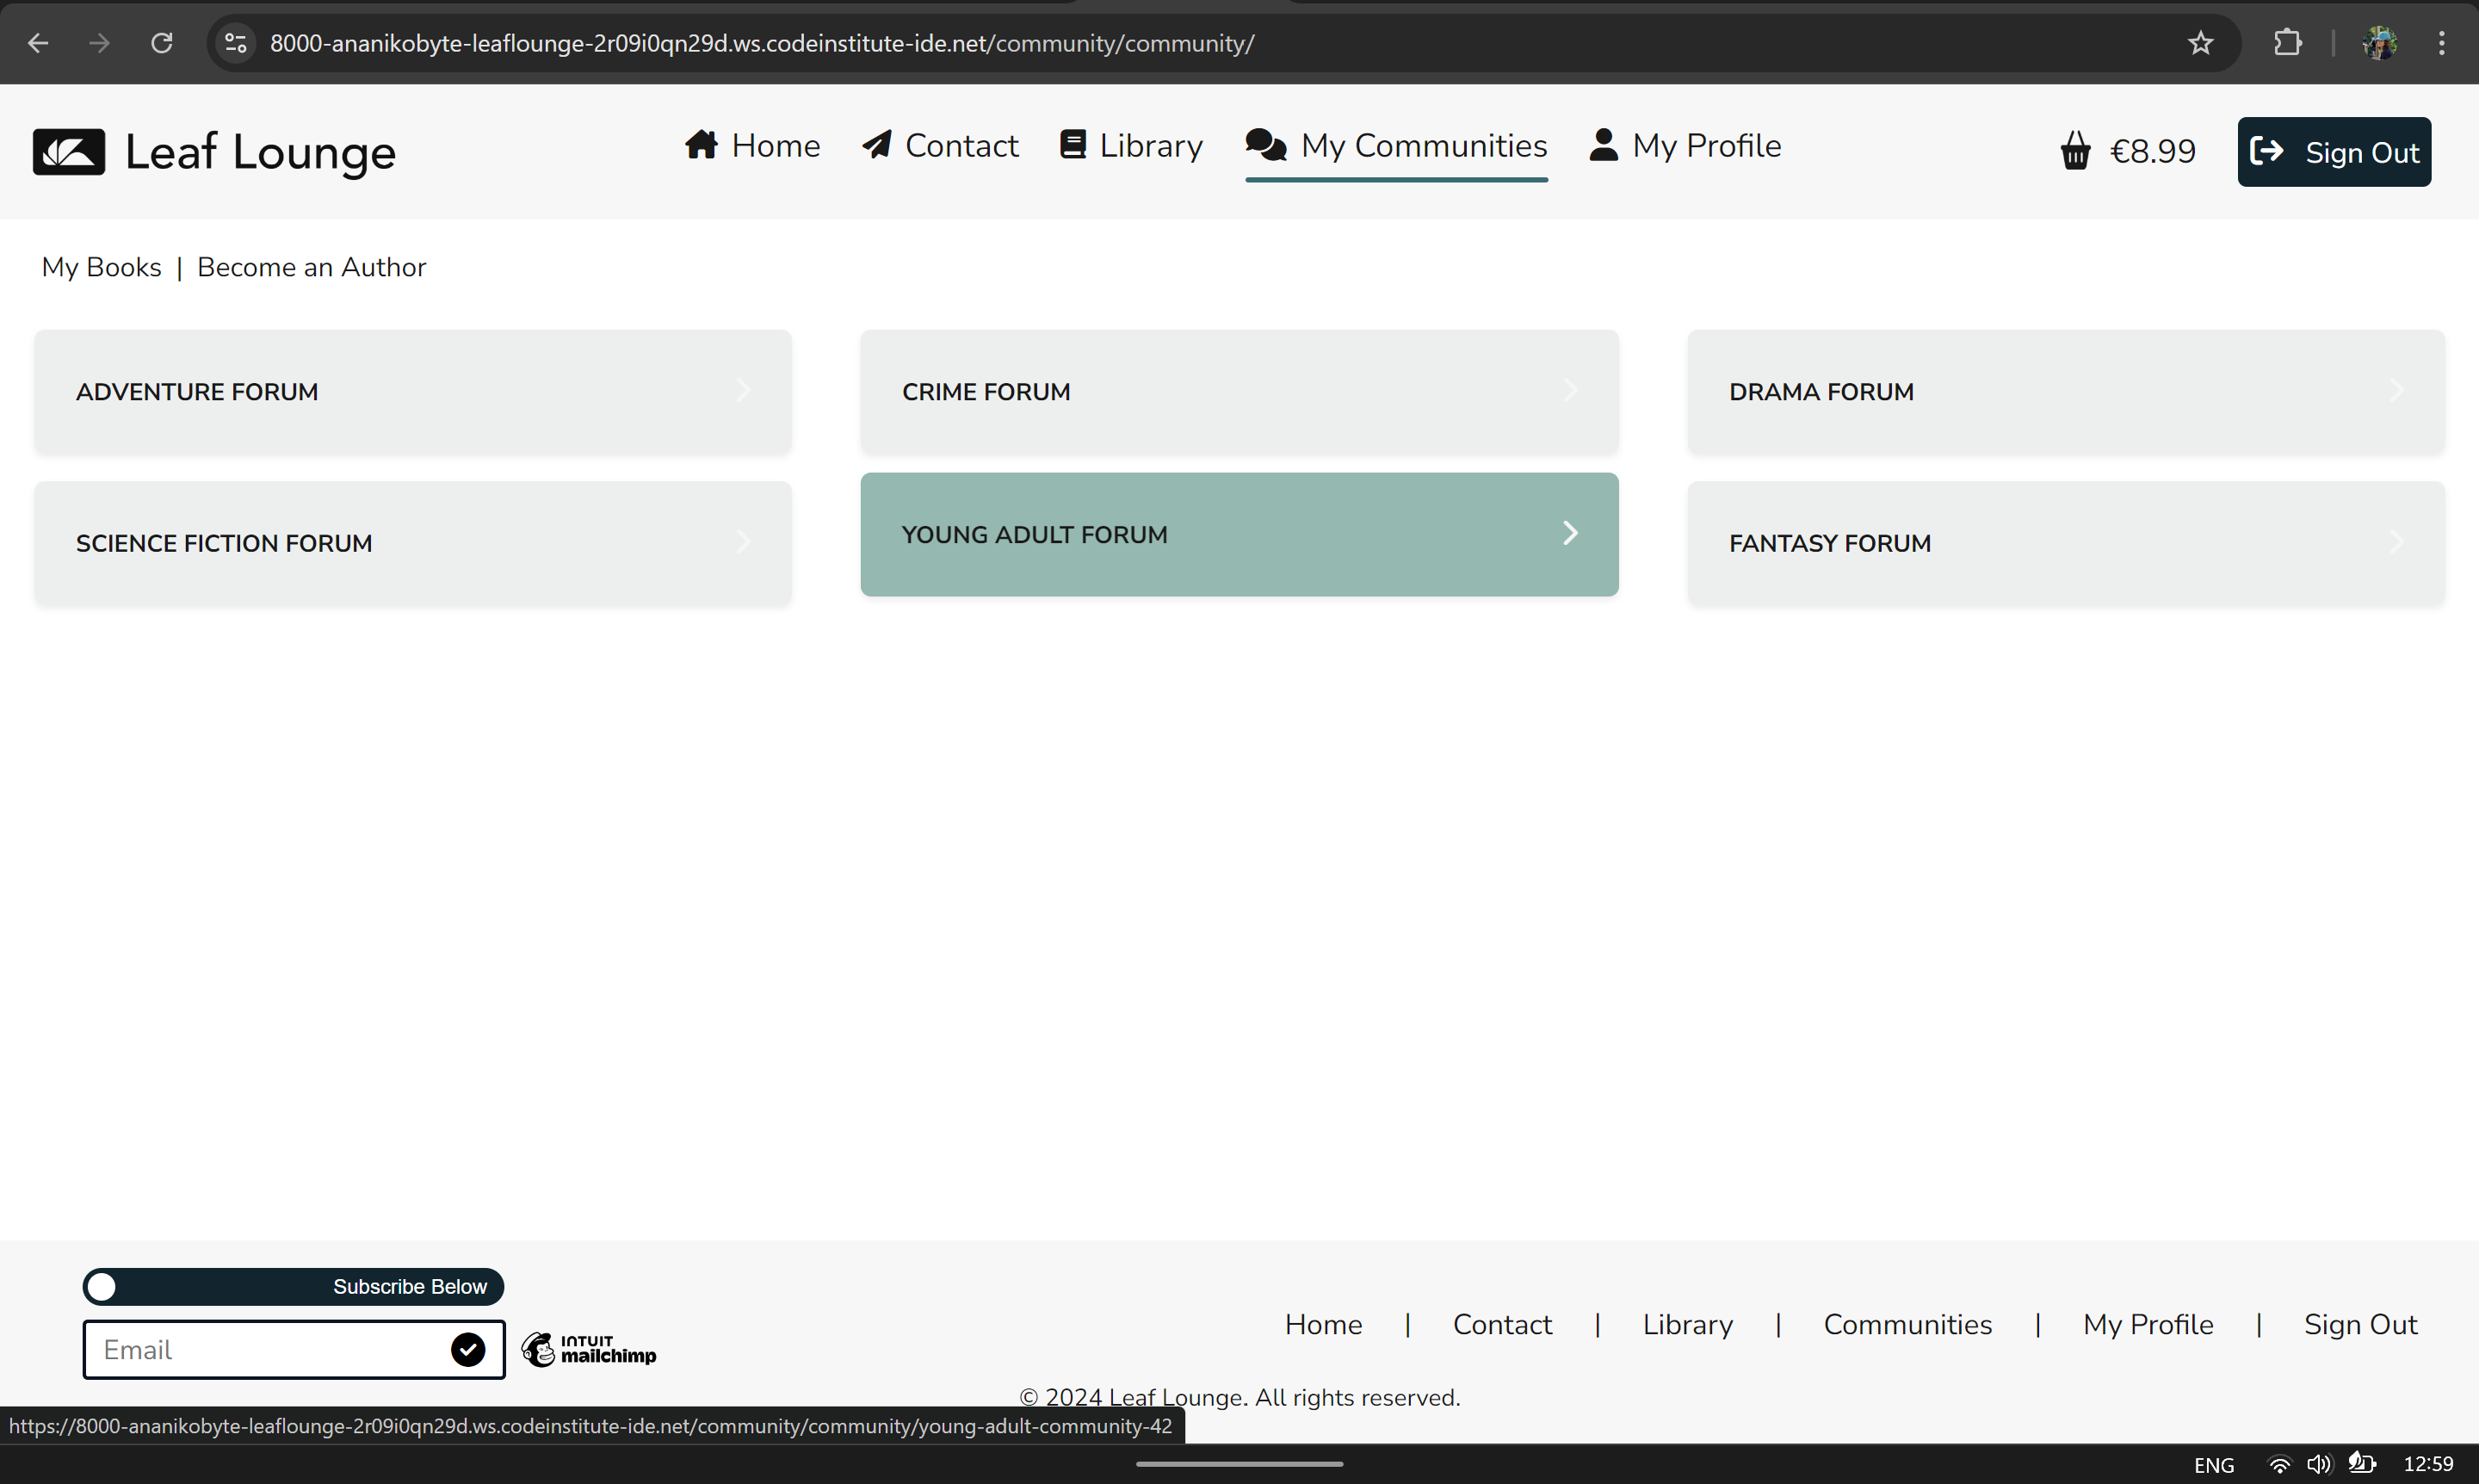 8000-ananikobyte-leaflounge-2r09i0qn29d.ws.codeinstitute-ide.net/community/community/
Leaf Lounge
Home
Contact
Library
My Communities
My Profile
€8.99
Sign Out
My Books | Become an Author
ADVENTURE FORUM
CRIME FORUM
DRAMA FORUM
SCIENCE FICTION FORUM
YOUNG ADULT FORUM
FANTASY FORUM
Subscribe Below
Email
INTUIT
mailchimp
Home | Contact | Library | Communities | My Profile | Sign Out
© 2024 Leaf Lounge. All rights reserved.
https://8000-ananikobyte-leaflounge-2r09i0qn29d.ws.codeinstitute-ide.net/community/community/young-adult-community-42
ENG
12:59